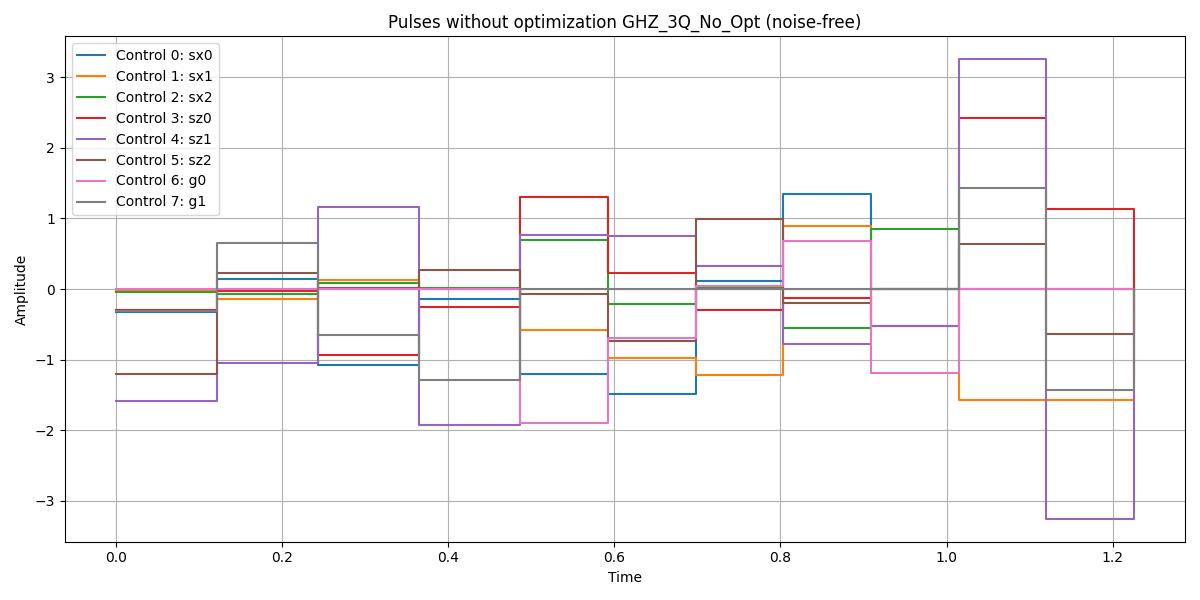 Pulses without optimization GHZ_3Q_No_Opt (noise-free)
Control 0: sx0
Control 1: sx1
Control 2: sx2
Control 3: sz0
Control 4: sz1
Control 5: sz2
Control 6: g0
Control 7: g1
Amplitude
3
2
1
0
−1
−2
−3
0.0 0.2 0.4 0.6 0.8 1.0 1.2
Time